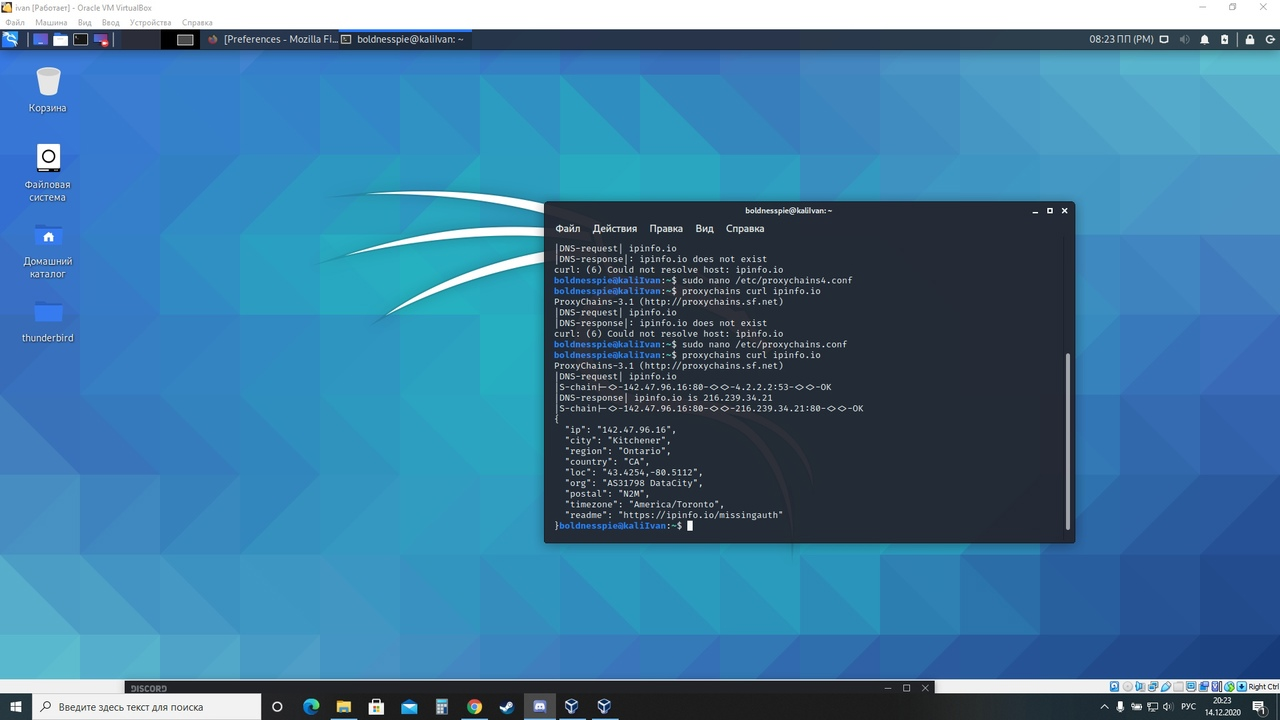 ivan [Работает] - Oracle VM VirtualBox
Файл Машина Вид Ввод Устройства Справка
[Preferences - Mozilla Fi... boldnesspie@kaliIvan: ~ 08:23 ПП (PM)
Корзина
Файловая
система
Домашний
каталог
thunderbird
boldnesspie@kaliIvan: ~
Файл Действия Правка Вид Справка
|DNS-request| ipinfo.io
|DNS-response|: ipinfo.io does not exist
curl: (6) Could not resolve host: ipinfo.io
boldnesspie@kaliIvan:~$ sudo nano /etc/proxychains4.conf
boldnesspie@kaliIvan:~$ proxychains curl ipinfo.io
ProxyChains-3.1 (http://proxychains.sf.net)
|DNS-request| ipinfo.io
|DNS-response|: ipinfo.io does not exist
curl: (6) Could not resolve host: ipinfo.io
boldnesspie@kaliIvan:~$ sudo nano /etc/proxychains.conf
boldnesspie@kaliIvan:~$ proxychains curl ipinfo.io
ProxyChains-3.1 (http://proxychains.sf.net)
|DNS-request| ipinfo.io
|S-chain|-<>-142.47.96.16:80-<><>-4.2.2.2:53-<><>-OK
|DNS-response| ipinfo.io is 216.239.34.21
|S-chain|-<>-142.47.96.16:80-<><>-216.239.34.21:80-<><>-OK
{
"ip": "142.47.96.16",
"city": "Kitchener",
"region": "Ontario",
"country": "CA",
"loc": "43.4254,-80.5112",
"org": "AS31798 DataCity",
"postal": "N2M",
"timezone": "America/Toronto",
"readme": "https://ipinfo.io/missingauth"
}boldnesspie@kaliIvan:~$
DISCORD
Right Ctrl
Введите здесь текст для поиска
РУС
20:23
14.12.2020